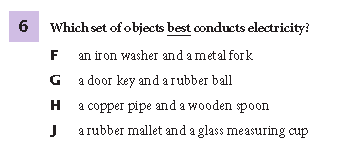 6 Which set of objects best conducts electricity?
F an iron washer and a metal fork
G a door key and a rubber ball
H a copper pipe and a wooden spoon
J a rubber mallet and a glass measuring cup